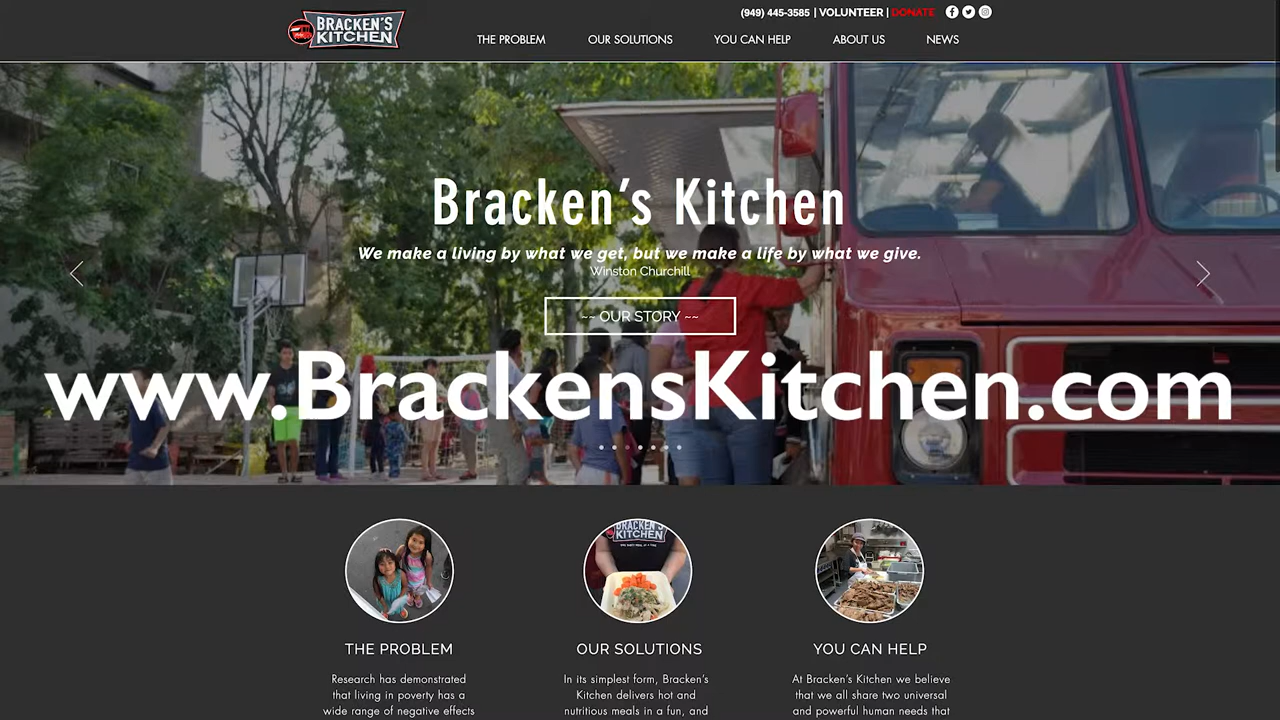 BRACKEN'S
KITCHEN
(949) 445-3585 | VOLUNTEER | DONATE
THE PROBLEM OUR SOLUTIONS YOU CAN HELP ABOUT US NEWS
Bracken's Kitchen
We make a living by what we get, but we make a life by what we give.
Winston Churchill
~~ OUR STORY ~~
www.BrackensKitchen.com
BRACKEN'S
KITCHEN
THE PROBLEM
Research has demonstrated
that living in poverty has a
wide range of negative effects
OUR SOLUTIONS
In its simplest form, Bracken's
Kitchen delivers hot and
nutritious meals in a fun, and
YOU CAN HELP
At Bracken's Kitchen we believe
that we all share two universal
and powerful human needs that